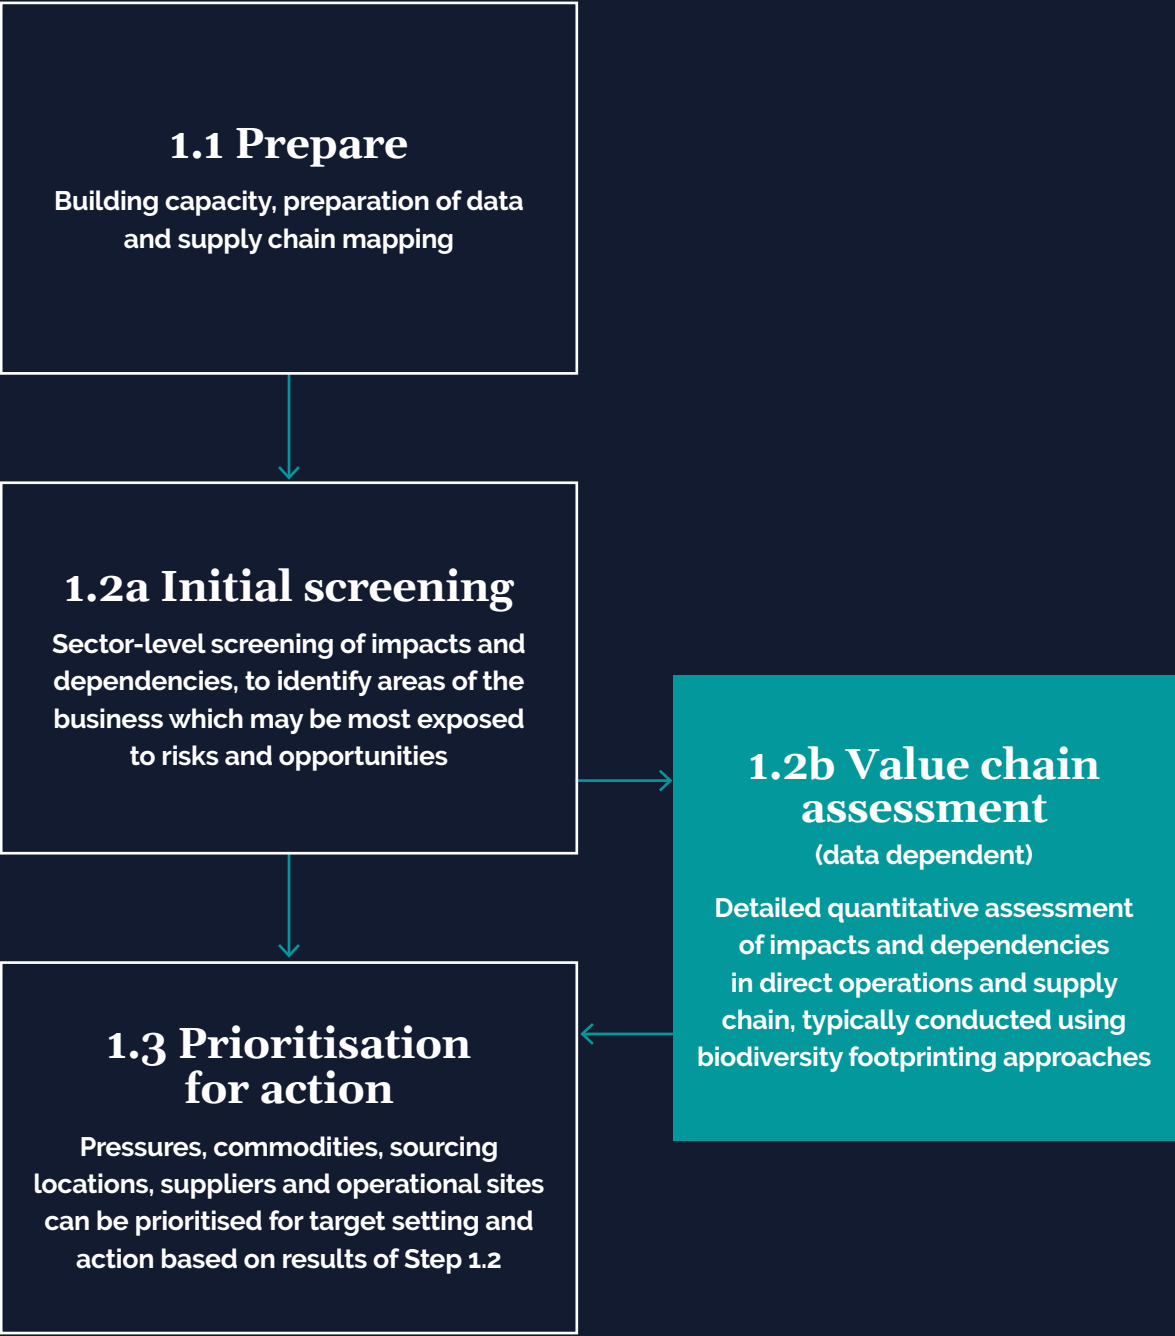 1.1 Prepare
Building capacity, preparation of data
and supply chain mapping
1.2a Initial screening
Sector-level screening of impacts and
dependencies, to identify areas of the
business which may be most exposed
to risks and opportunities
1.2b Value chain
assessment
(data dependent)
Detailed quantitative assessment
of impacts and dependencies
in direct operations and supply
chain, typically conducted using
biodiversity footprinting approaches
1.3 Prioritisation
for action
Pressures, commodities, sourcing
locations, suppliers and operational sites
can be prioritised for target setting and
action based on results of Step 1.2